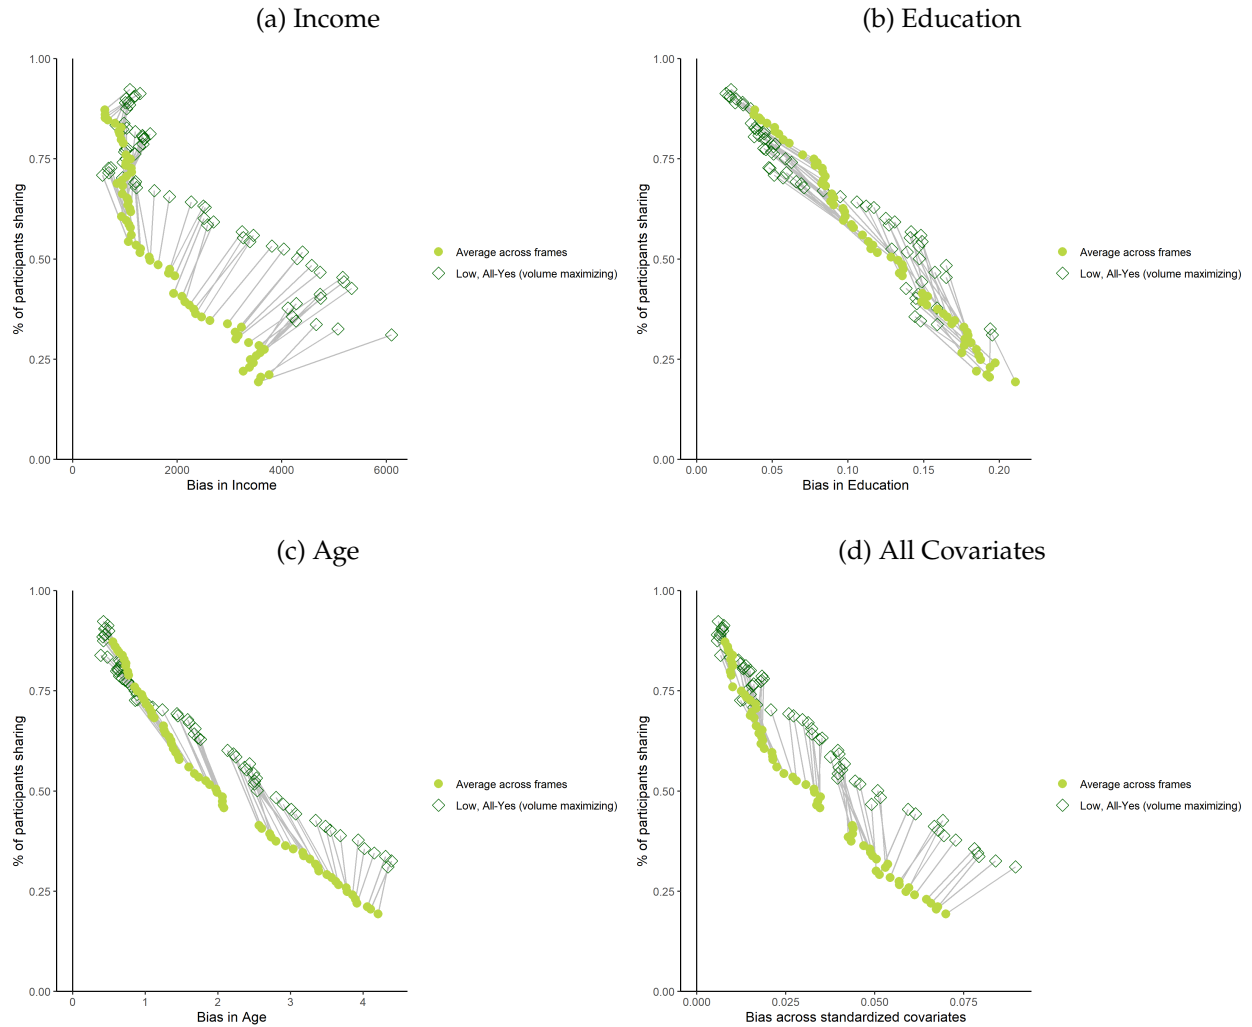 (a) Income
(b) Education
% of participants sharing
1.00
0.75
0.50
0.25
0.00
0
2000
4000
6000
Bias in Income
Average across frames
Low, All-Yes (volume maximizing)
% of participants sharing
1.00
0.75
0.50
0.25
0.00
0.00
0.05
0.10
0.15
0.20
Bias in Education
Average across frames
Low, All-Yes (volume maximizing)
(c) Age
(d) All Covariates
% of participants sharing
1.00
0.75
0.50
0.25
0.00
0
1
2
3
4
Bias in Age
Average across frames
Low, All-Yes (volume maximizing)
% of participants sharing
1.00
0.75
0.50
0.25
0.00
0.000
0.025
0.050
0.075
Bias across standardized covariates
Average across frames
Low, All-Yes (volume maximizing)